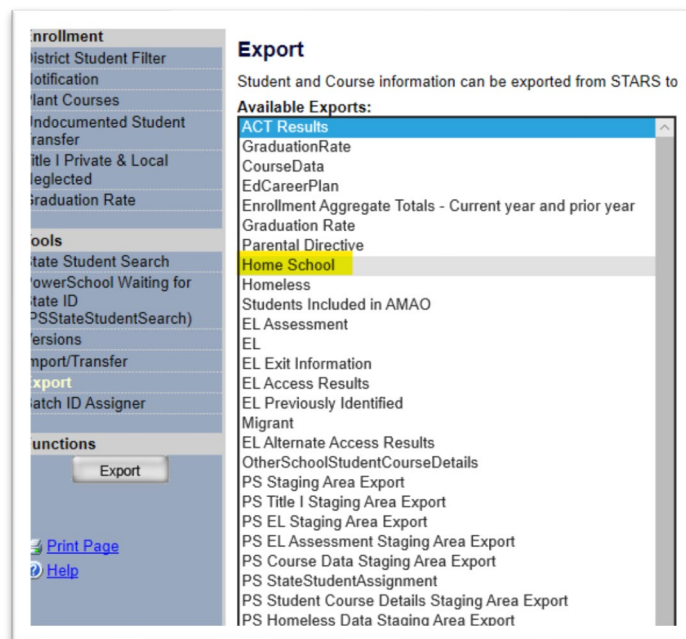 nrollment
istrict Student Filter
otification
lant Courses
ndocumented Student
ransfer
itle I Private & Local
eglected
raduation Rate
ools
tate Student Search
owerSchool Waiting for
tate ID
PSStateStudentSearch)
ersions
mport/Transfer
xport
atch ID Assigner
unctions
Export
Print Page
Help
Export
Student and Course information can be exported from STARS to
Available Exports:
ACT Results
GraduationRate
CourseData
EdCareerPlan
Enrollment Aggregate Totals - Current year and prior year
Graduation Rate
Parental Directive
Home School
Homeless
Students Included in AMAO
EL Assessment
EL
EL Exit Information
EL Access Results
EL Previously Identified
Migrant
EL Alternate Access Results
OtherSchoolStudentCourseDetails
PS Staging Area Export
PS Title I Staging Area Export
PS EL Staging Area Export
PS EL Assessment Staging Area Export
PS Course Data Staging Area Export
PS StateStudentAssignment
PS Student Course Details Staging Area Export
PS Homeless Data Staging Area Export